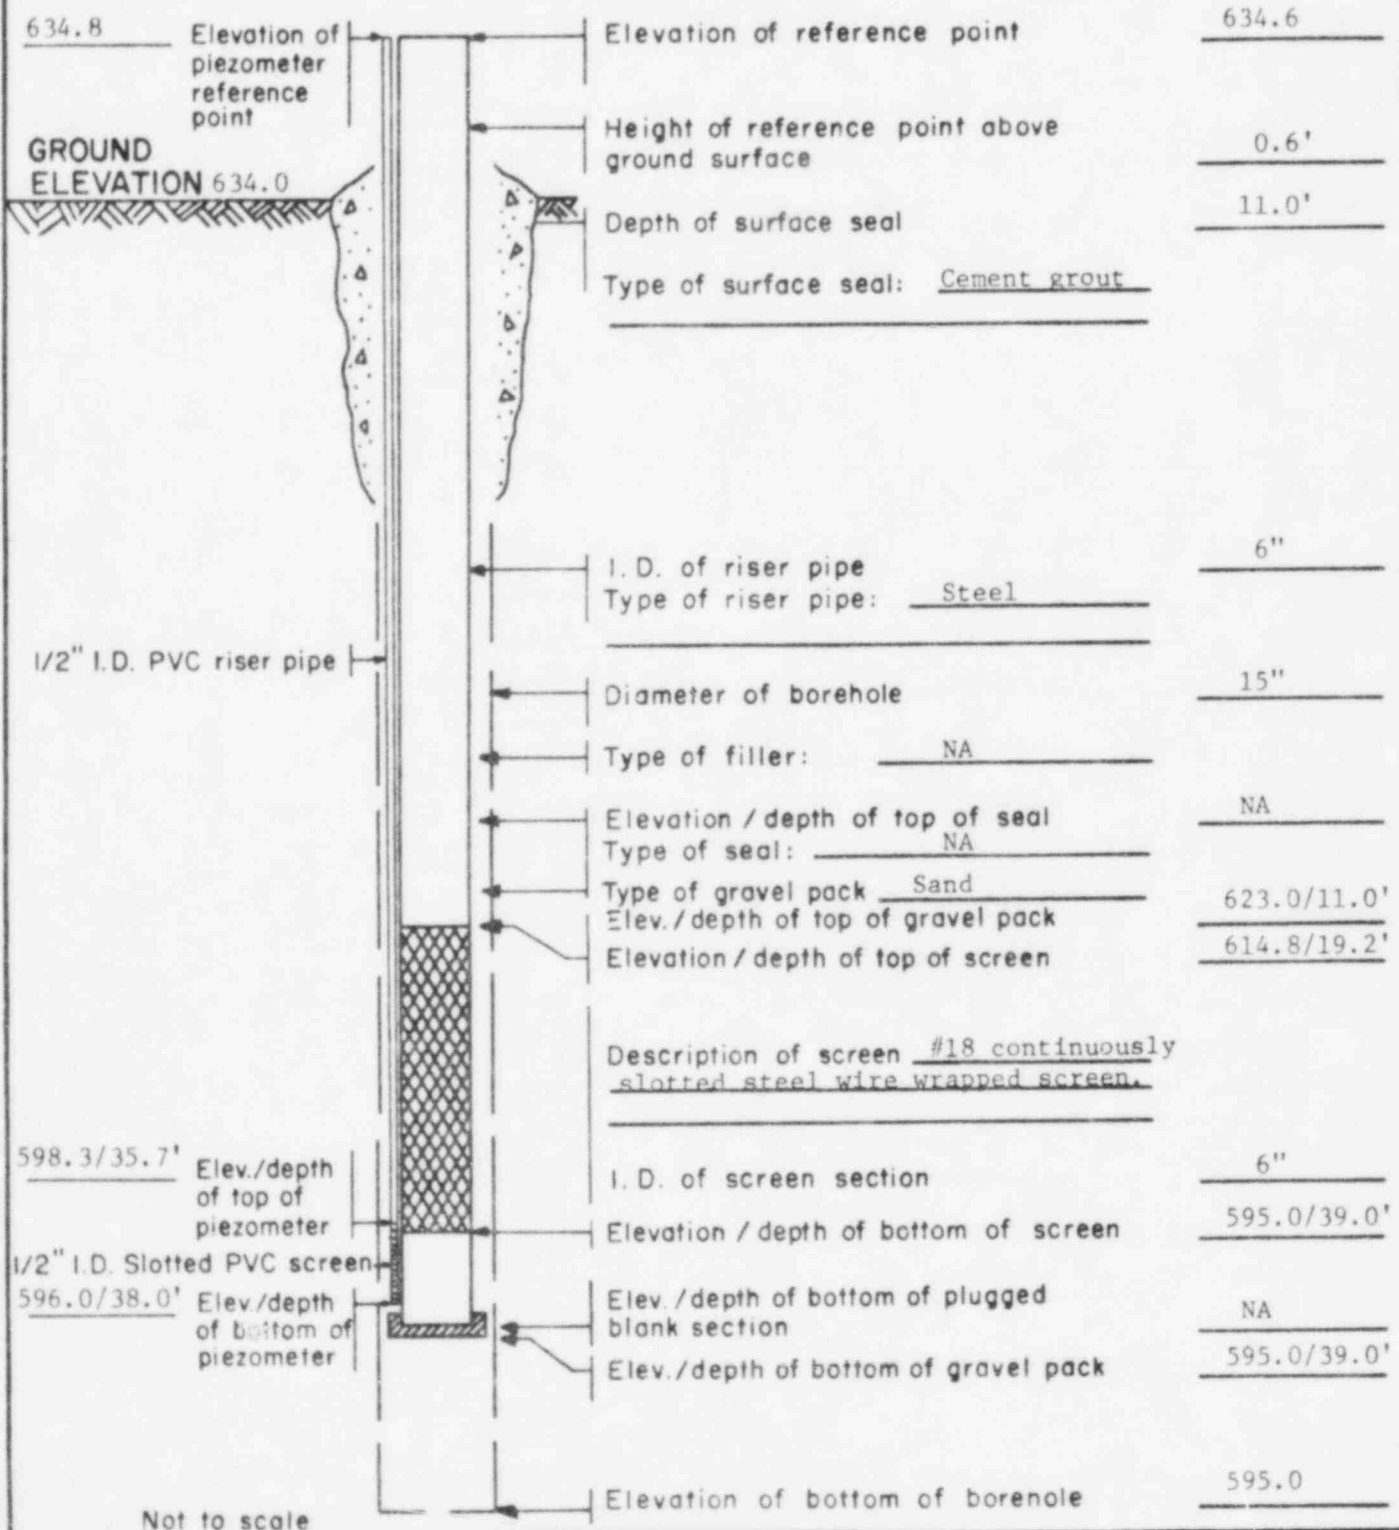 634.8
Elevation of
piezometer
reference
point
GROUND
ELEVATION 634.0
Elevation of reference point 634.6
Height of reference point above
ground surface 0.6'
Depth of surface seal 11.0'
Type of surface seal: Cement grout
I.D. of riser pipe 6"
Type of riser pipe: Steel
1/2" I.D. PVC riser pipe
Diameter of borehole 15"
Type of filler: NA
Elevation / depth of top of seal NA
Type of seal: NA
Type of gravel pack Sand
Elev./depth of top of gravel pack 623.0/11.0'
Elevation / depth of top of screen 614.8/19.2'
Description of screen #18 continuously
slotted steel wire wrapped screen.
598.3/35.7'
Elev./depth
of top of
piezometer
I.D. of screen section 6"
Elevation / depth of bottom of screen 595.0/39.0'
1/2" I.D. Slotted PVC screen
596.0/38.0'
Elev./depth
of bottom of
piezometer
Elev./depth of bottom of plugged
blank section NA
Elev./depth of bottom of gravel pack 595.0/39.0'
Elevation of bottom of borehole 595.0
Not to scale